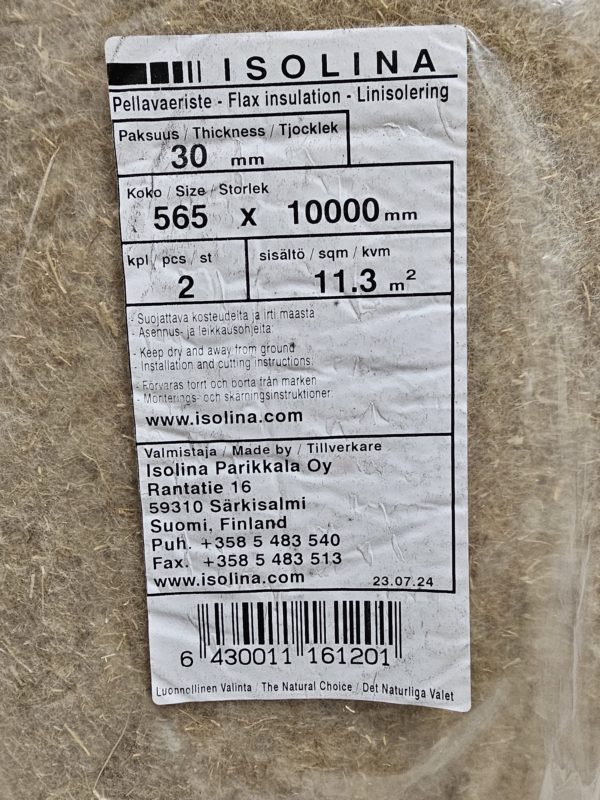 ISOLINA
Pellavaeriste - Flax insulation - Linisolering
Paksuus / Thickness / Tjocklek
30 mm
Koko / Size / Storlek
565 x 10000 mm
kpl / pcs / st
2
sisältö / sqm / kvm
11.3 m²
- Suojattava kosteudelta ja irti maasta
- Asennus- ja leikkausohjeita:
- Keep dry and away from ground
- Installation and cutting instructions:
- Förvaras torrt och borta från marken
- Monterings- och skärningsinstruktioner:
www.isolina.com
Valmistaja / Made by / Tillverkare
Isolina Parikkala Oy
Rantatie 16
59310 Särkisalmi
Suomi, Finland
Puh. +358 5 483 540
Fax. +358 5 483 513
www.isolina.com 23.07.24
6 430011 161201
Luonnollinen Valinta / The Natural Choice / Det Naturliga Valet